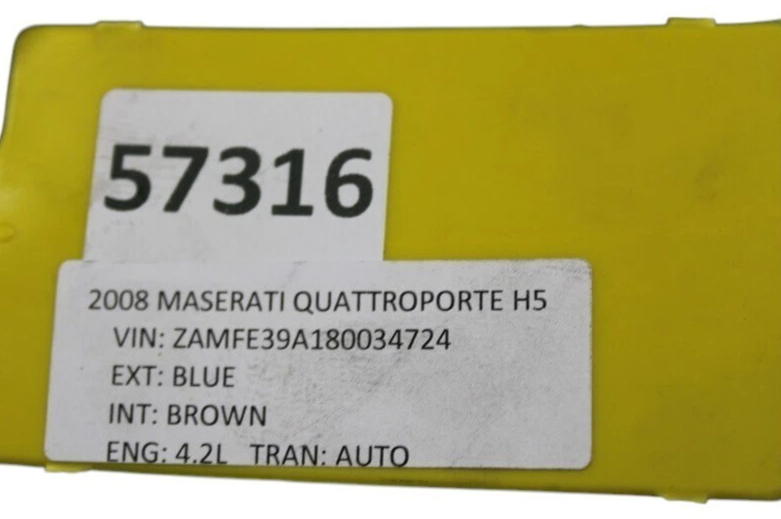 57316
2008 MASERATI QUATTROPORTE H5
VIN: ZAMFE39A180034724
EXT: BLUE
INT: BROWN
ENG: 4.2L TRAN: AUTO